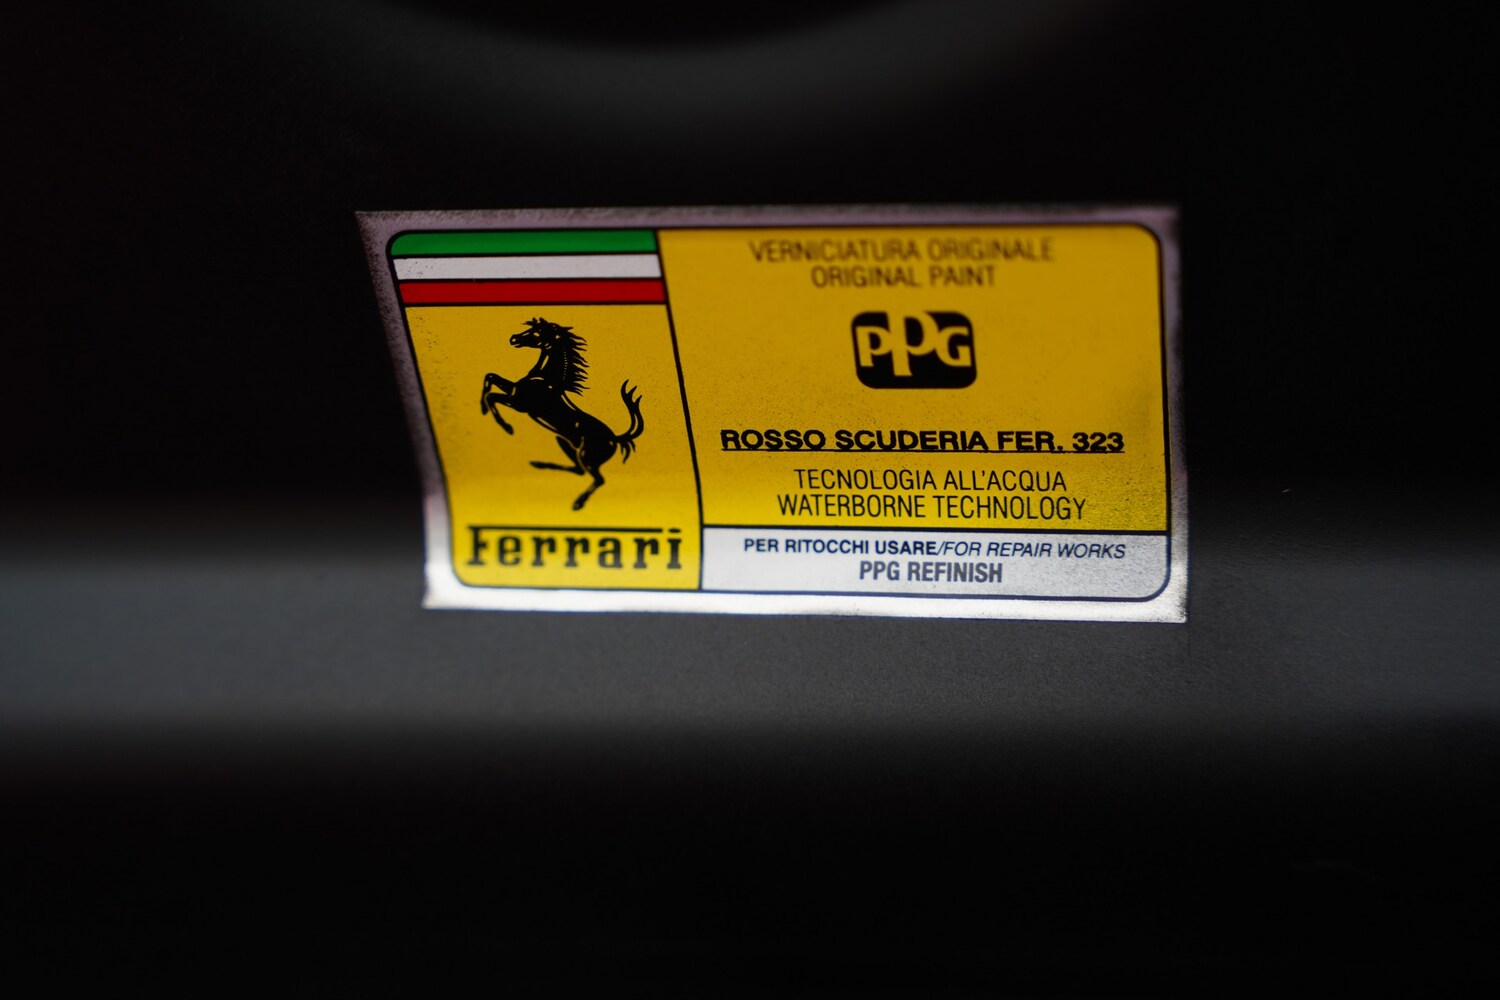 Ferrari
VERNICIATURA ORIGINALE
ORIGINAL PAINT
PPG
ROSSO SCUDERIA FER. 323
TECNOLOGIA ALL'ACQUA
WATERBORNE TECHNOLOGY
PER RITOCCHI USARE/FOR REPAIR WORKS
PPG REFINISH